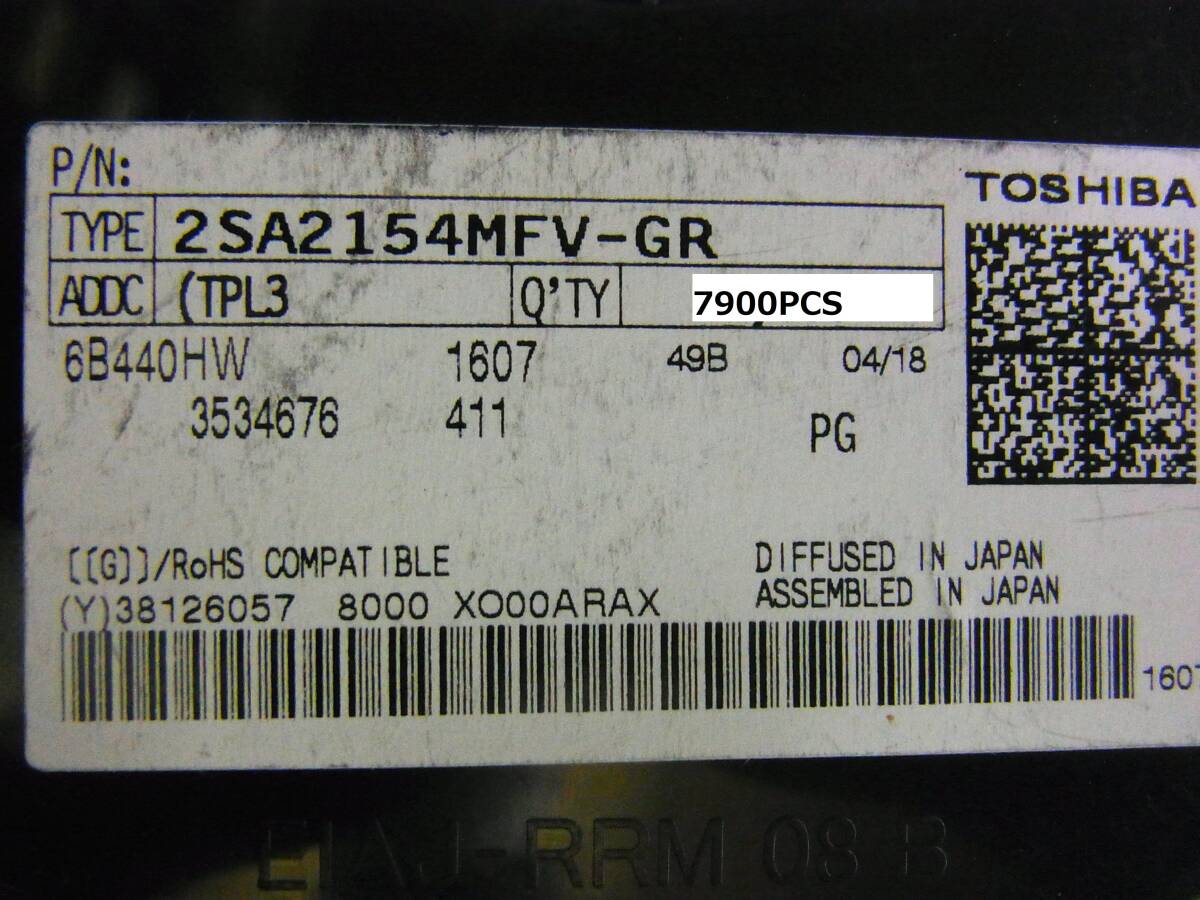 P/N:
TOSHIBA
TYPE 2SA2154MFV-GR
ADDC (TPL3 Q'TY 7900PCS
6B440HW 1607 49B 04/18
3534676 411 PG
[[G]]/RoHS COMPATIBLE DIFFUSED IN JAPAN
ASSEMBLED IN JAPAN
(Y)38126057 8000 XO00ARAX
1607
EIAJ-RRM 08 B